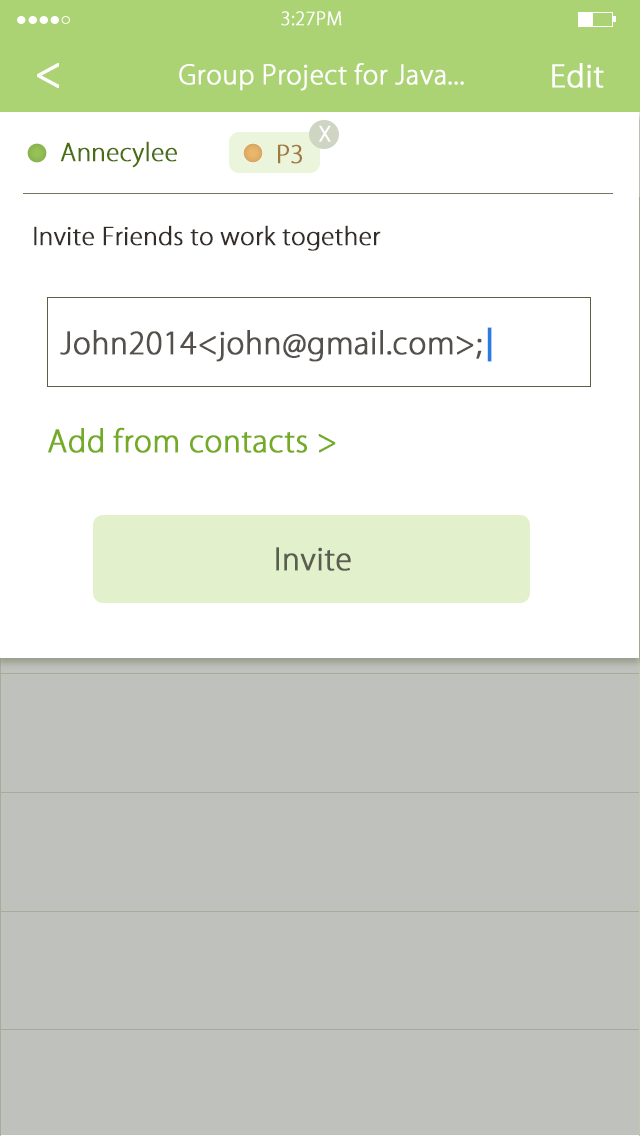 3:27PM
< Group Project for Java... Edit
Annecylee P3 X
Invite Friends to work together
John2014<john@gmail.com>;
Add from contacts >
Invite